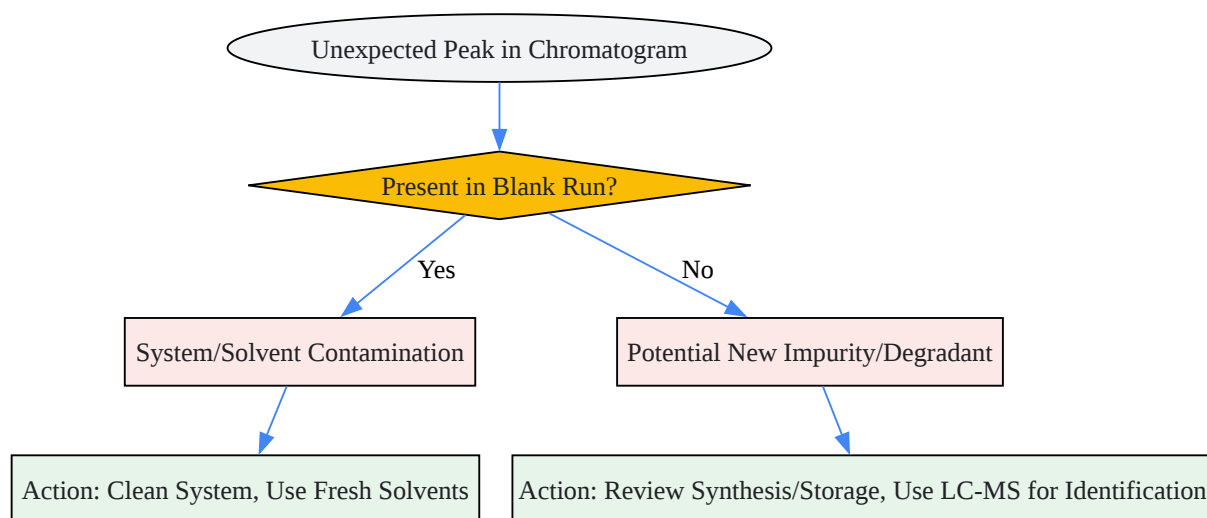 Unexpected Peak in Chromatogram
Present in Blank Run?
Yes
No
System/Solvent Contamination
Potential New Impurity/Degradant
Action: Clean System, Use Fresh Solvents
Action: Review Synthesis/Storage, Use LC-MS for Identification